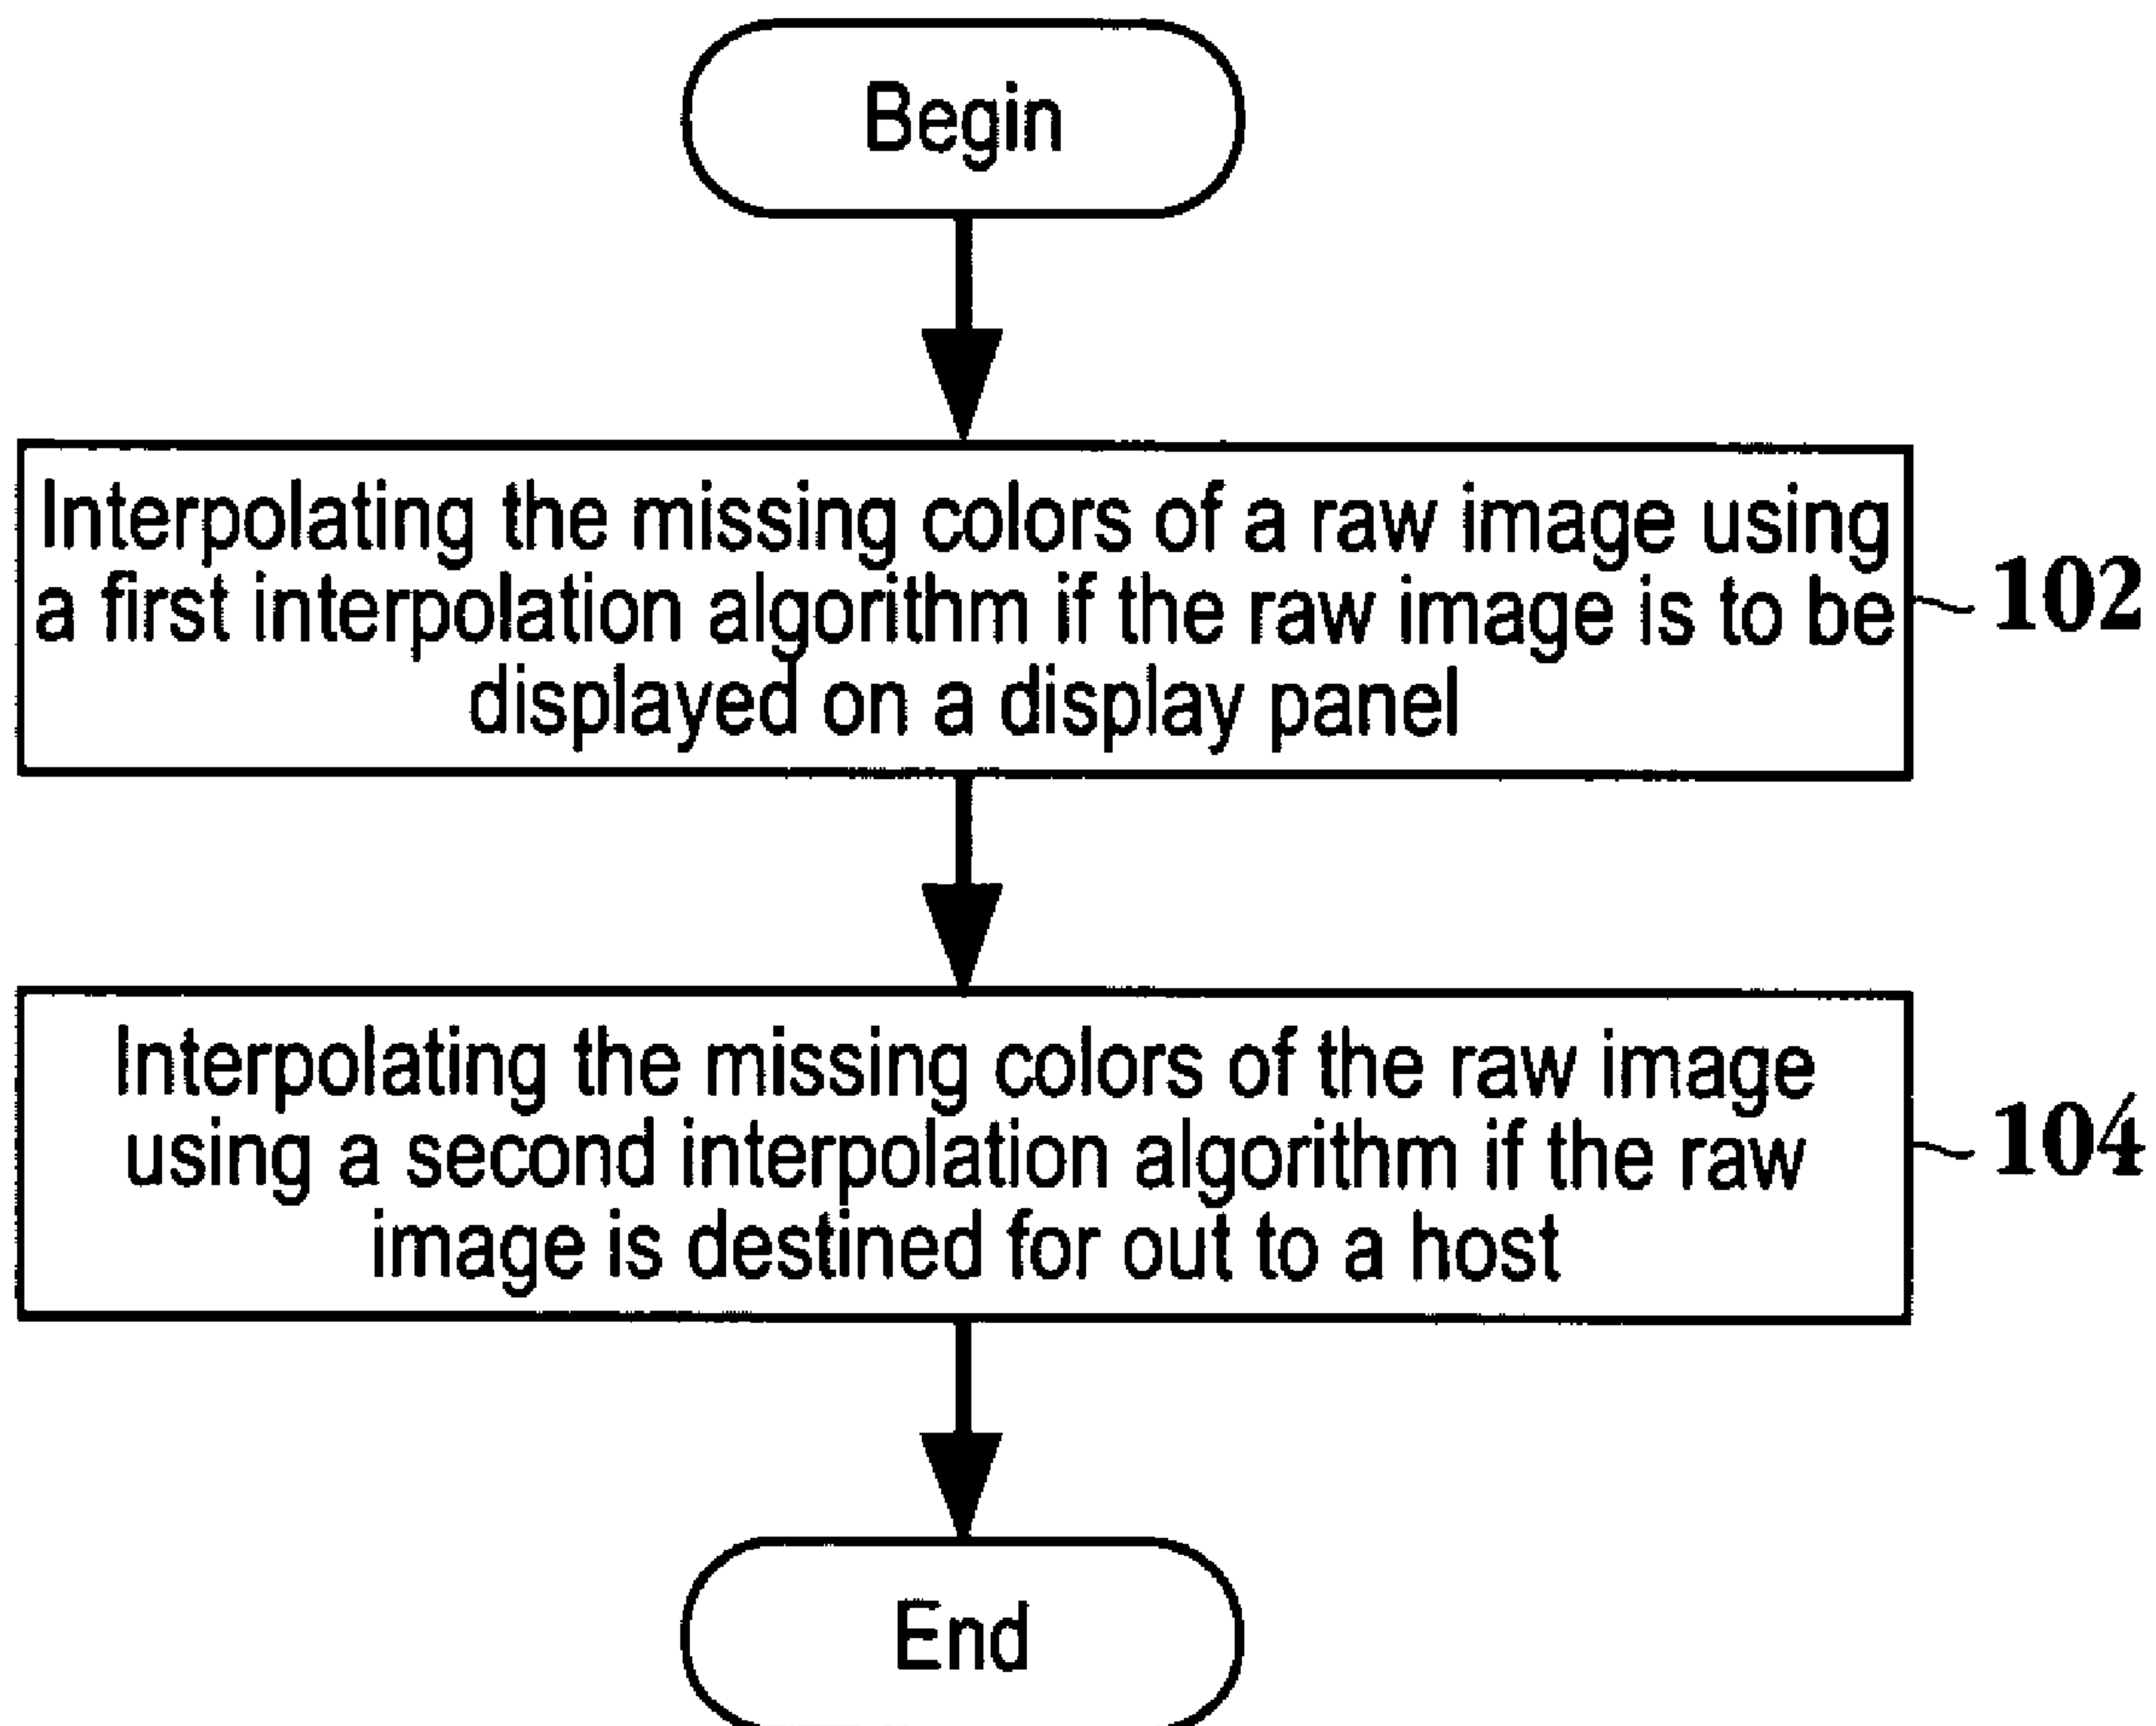 Begin
Interpolating the missing colors of a raw image using
a first interpolation algorithm if the raw image is to be
displayed on a display panel
102
Interpolating the missing colors of the raw image
using a second interpolation algorithm if the raw
image is destined for out to a host
104
End